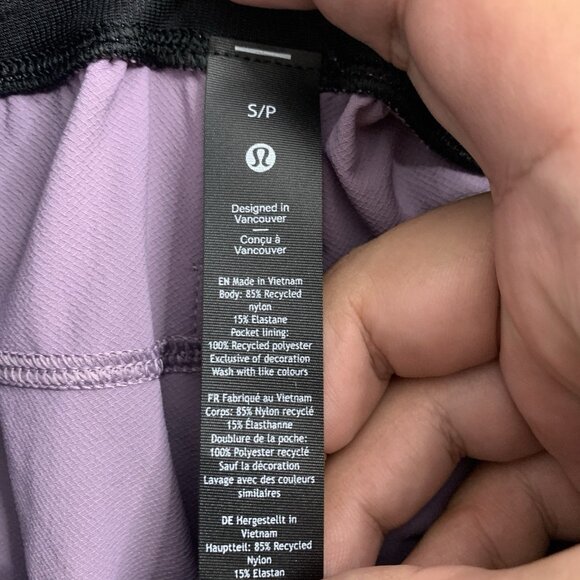 S/P
Designed in
Vancouver
Conçu à
Vancouver
EN Made in Vietnam
Body: 85% Recycled
nylon
15% Elastane
Pocket lining:
100% Recycled polyester
Exclusive of decoration
Wash with like colours
FR Fabriqué au Vietnam
Corps: 85% Nylon recyclé
15% Élasthanne
Doublure de la poche:
100% Polyester recyclé
Sauf la décoration
Lavage avec des couleurs
similaires
DE Hergestellt in
Vietnam
Hauptteil: 85% Recycled
Nylon
15% Elastan